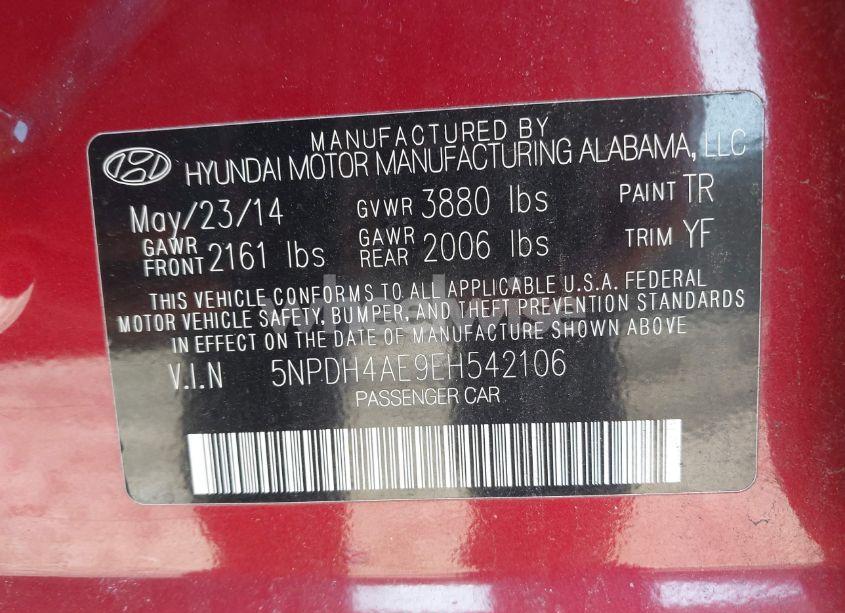 MANUFACTURED BY
HYUNDAI MOTOR MANUFACTURING ALABAMA, LLC
May/23/14 GVWR 3880 lbs PAINT TR
GAWR FRONT 2161 lbs GAWR REAR 2006 lbs TRIM YF
THIS VEHICLE CONFORMS TO ALL APPLICABLE U.S.A. FEDERAL
MOTOR VEHICLE SAFETY, BUMPER, AND THEFT PREVENTION STANDARDS
IN EFFECT ON THE DATE OF MANUFACTURE SHOWN ABOVE
V.I.N 5NPDH4AE9EH542106
PASSENGER CAR